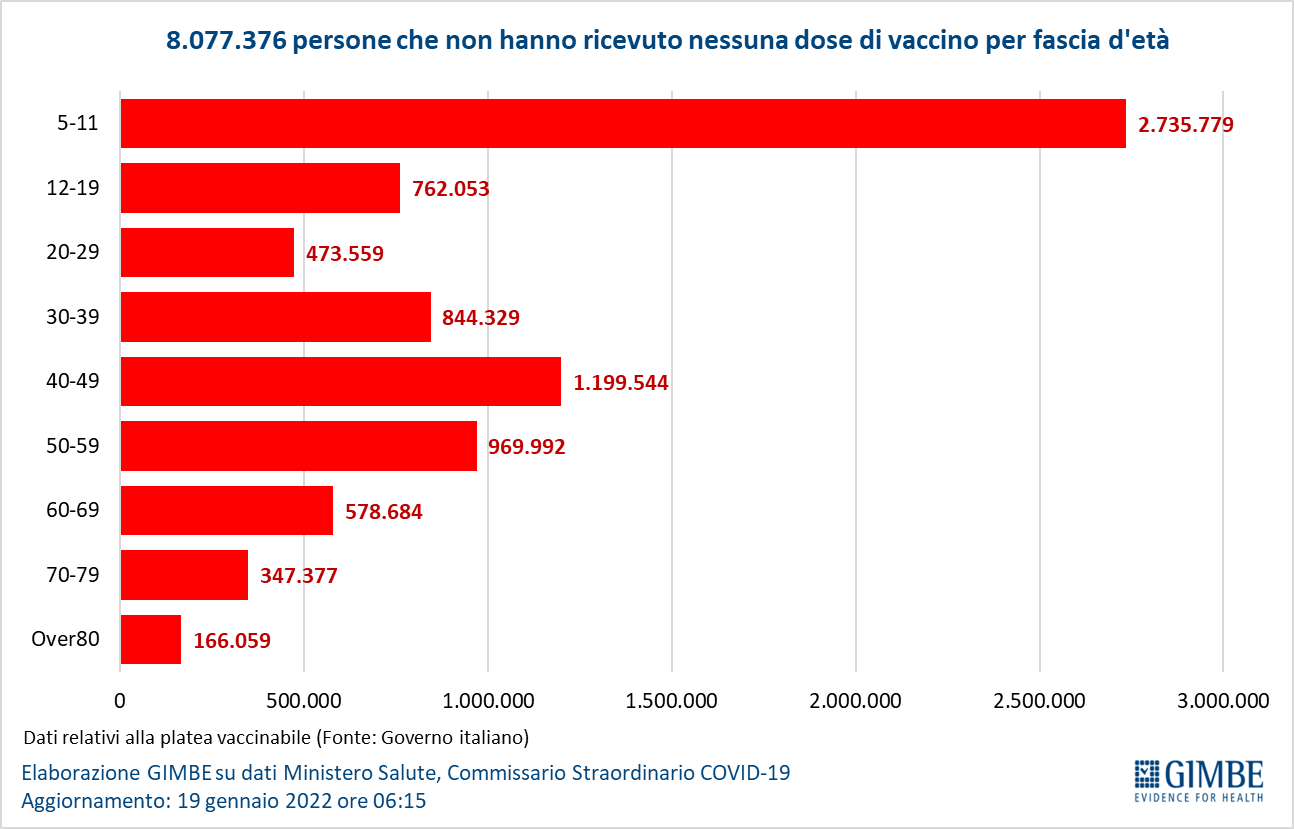 8.077.376 persone che non hanno ricevuto nessuna dose di vaccino per fascia d'età
5-11 2.735.779
12-19 762.053
20-29 473.559
30-39 844.329
40-49 1.199.544
50-59 969.992
60-69 578.684
70-79 347.377
Over80 166.059
0 500.000 1.000.000 1.500.000 2.000.000 2.500.000 3.000.000
Dati relativi alla platea vaccinabile (Fonte: Governo italiano)
Elaborazione GIMBE su dati Ministero Salute, Commissario Straordinario COVID-19
Aggiornamento: 19 gennaio 2022 ore 06:15
GIMBE
EVIDENCE FOR HEALTH